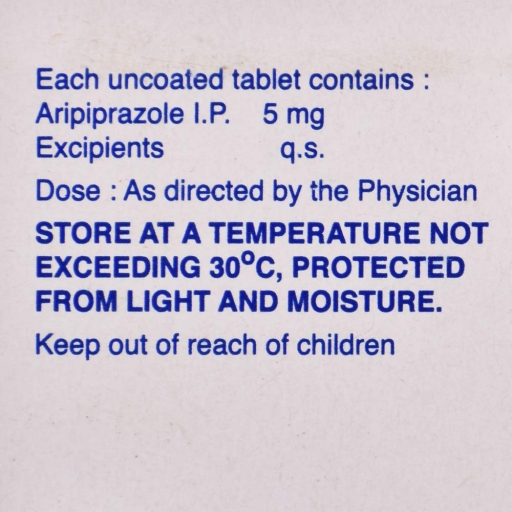 Each uncoated tablet contains :
Aripiprazole I.P. 5 mg
Excipients q.s.
Dose : As directed by the Physician
STORE AT A TEMPERATURE NOT
EXCEEDING 30⁰C, PROTECTED
FROM LIGHT AND MOISTURE.
Keep out of reach of children